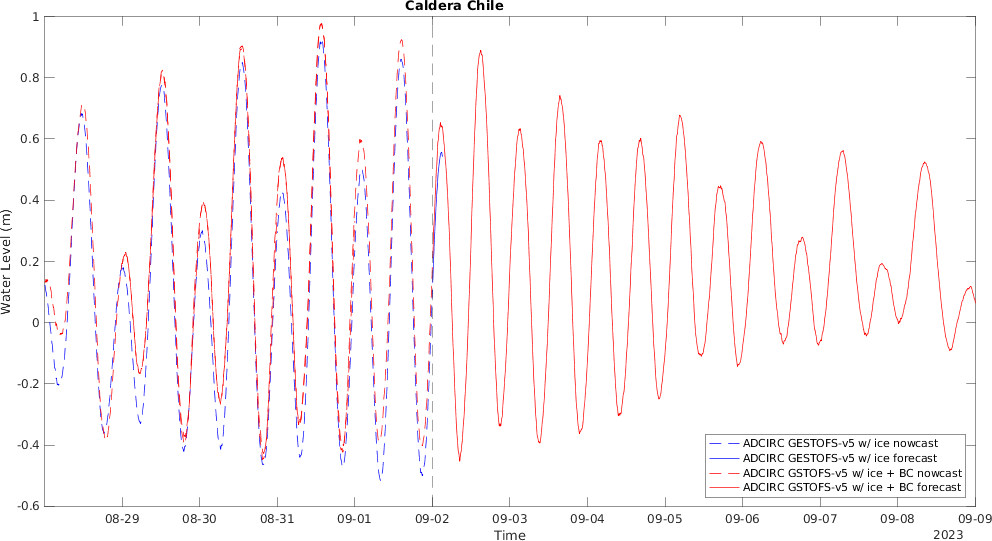 Caldera Chile
1
0.8
0.6
0.4
0.2
0
-0.2
-0.4
-0.6
Water Level (m)
ADCIRC GESTOFS-v5 w/ ice nowcast
ADCIRC GESTOFS-v5 w/ ice forecast
ADCIRC GSTOFS-v5 w/ ice + BC nowcast
ADCIRC GSTOFS-v5 w/ ice + BC forecast
08-29 08-30 08-31 09-01 09-02 09-03 09-04 09-05 09-06 09-07 09-08 09-09
Time
2023